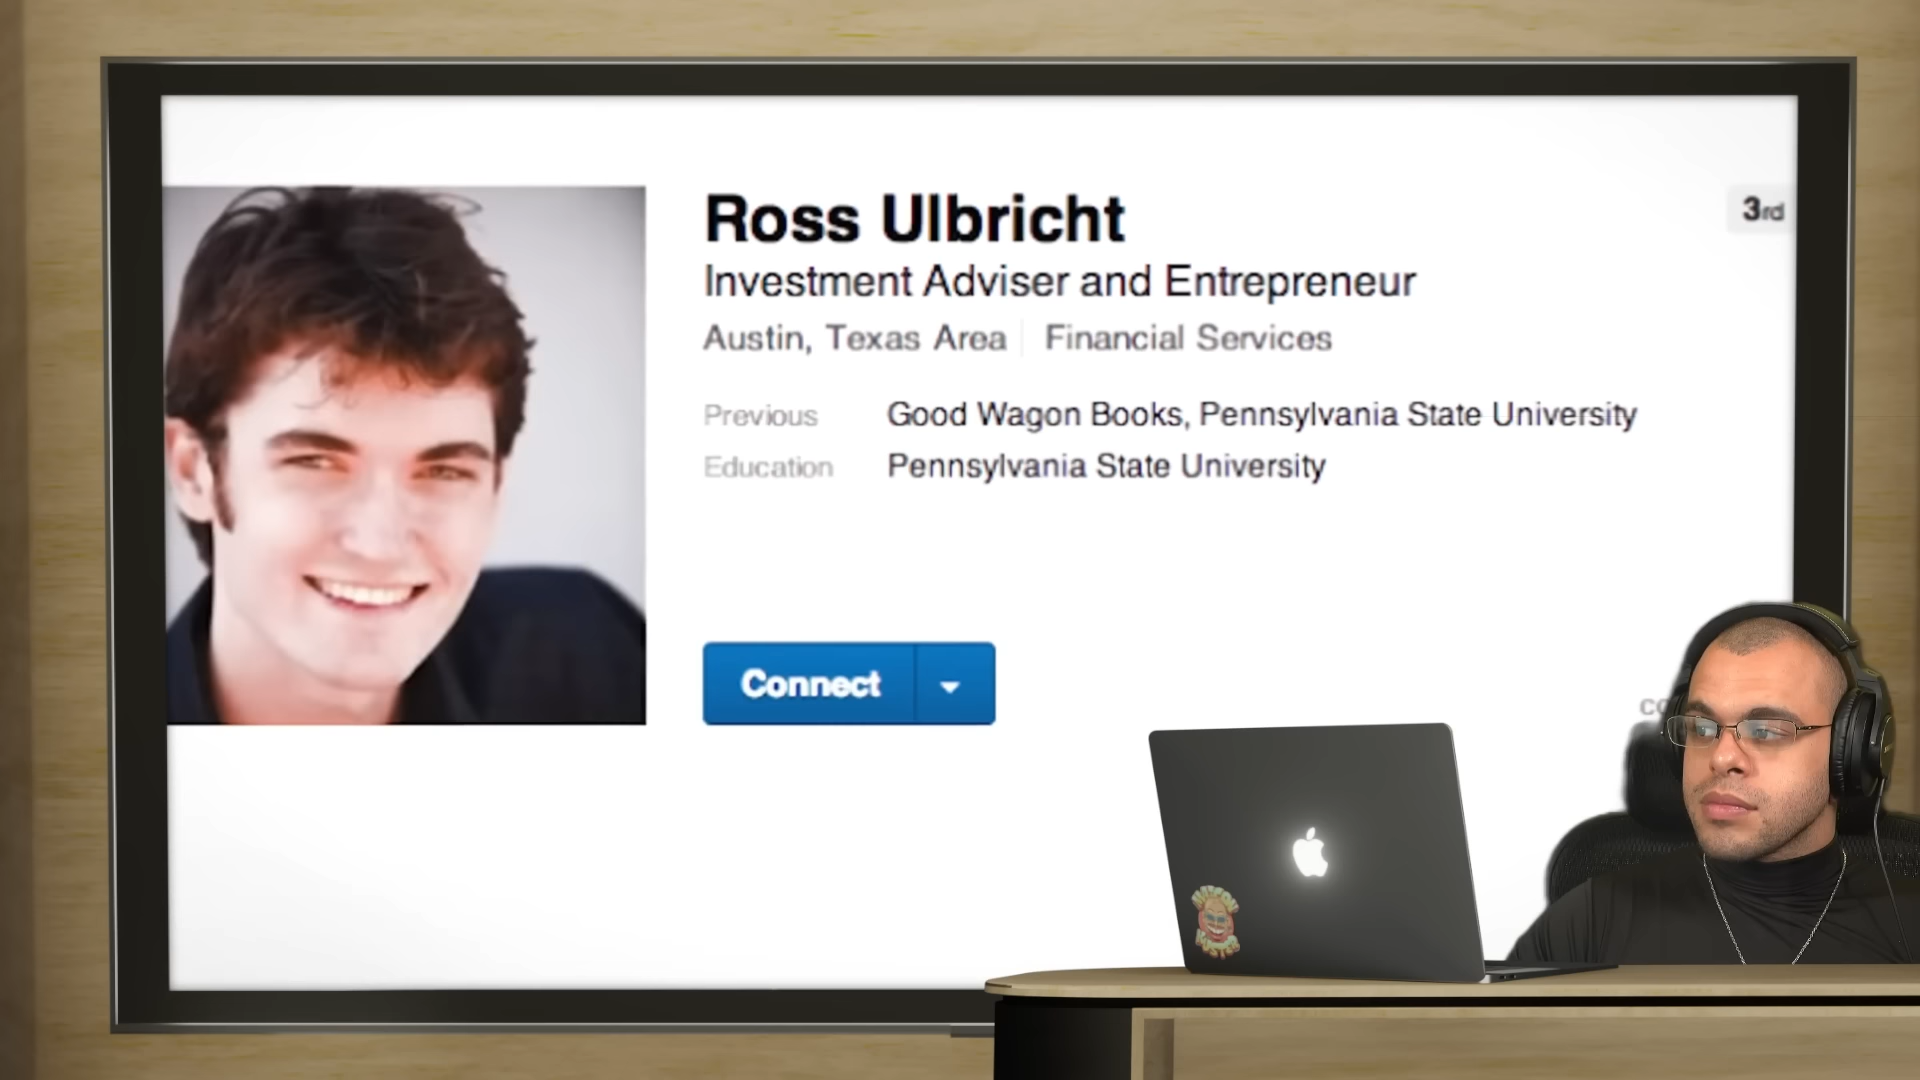 Ross Ulbricht
3rd
Investment Adviser and Entrepreneur
Austin, Texas Area Financial Services
Previous Good Wagon Books, Pennsylvania State University
Education Pennsylvania State University
Connect